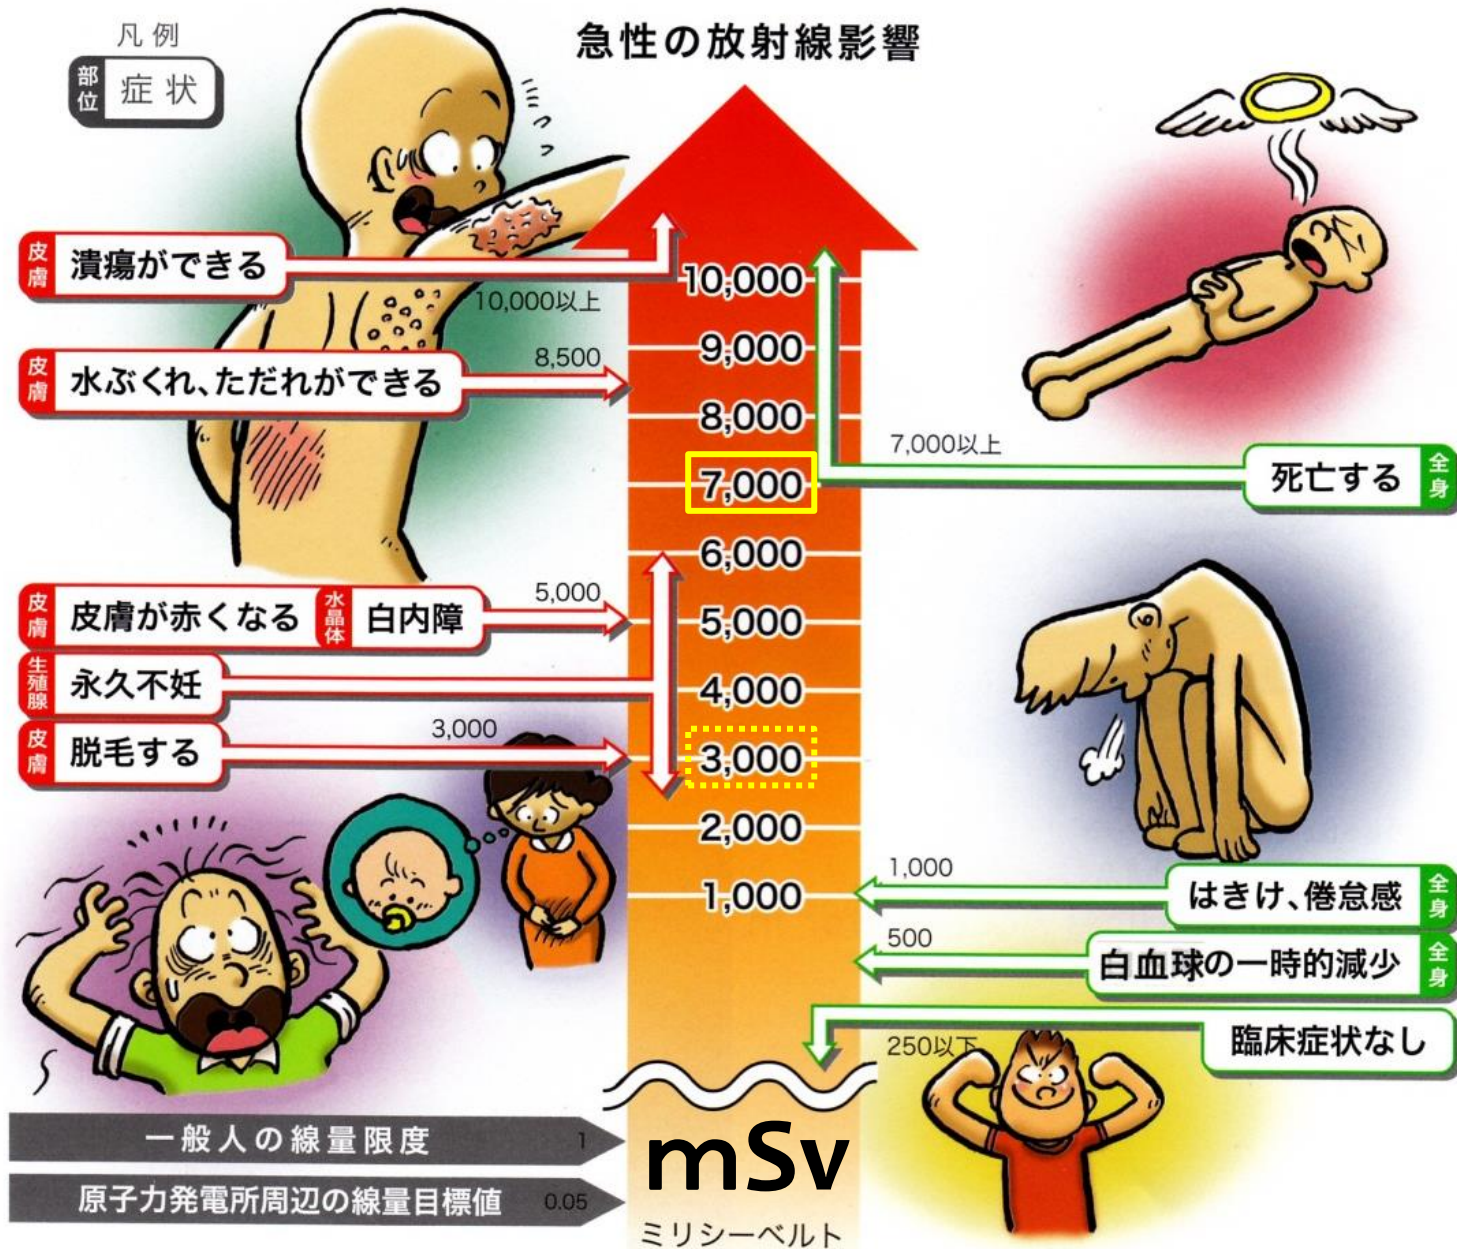 急性の放射線影響
凡例
部位 症状
皮膚 潰瘍ができる
10,000以上
皮膚 水ぶくれ、ただれができる
8,500
皮膚 皮膚が赤くなる 水晶体 白内障
5,000
生殖腺 永久不妊
皮膚 脱毛する
3,000
10,000
9,000
8,000
7,000
6,000
5,000
4,000
3,000
2,000
1,000
7,000以上
死亡する 全身
1,000
はきけ、倦怠感 全身
500
白血球の一時的減少 全身
250以下
臨床症状なし
一般人の線量限度 1
原子力発電所周辺の線量目標値 0.05
mSv
ミリシーベルト